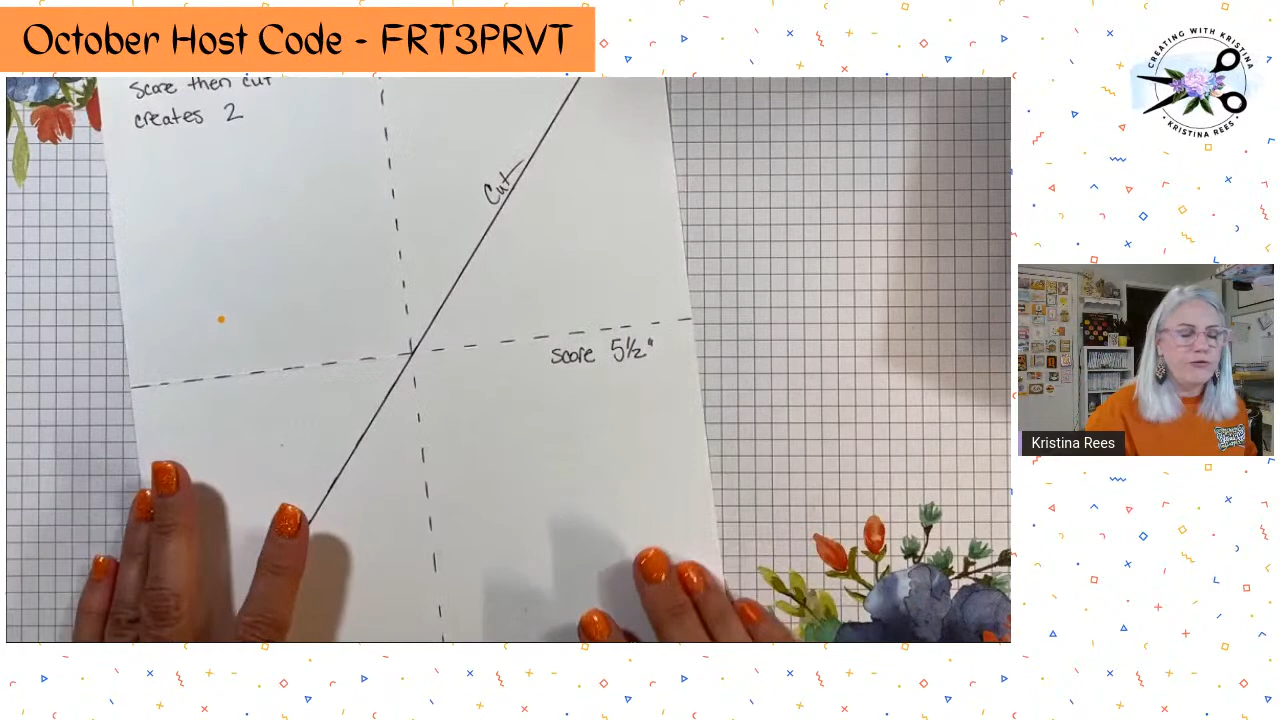 October Host Code - FRT3PRVT
Score then cut
creates 2
Cut
Score 5½"
CREATING WITH KRISTINA
• KRISTINA REES •
Kristina Rees